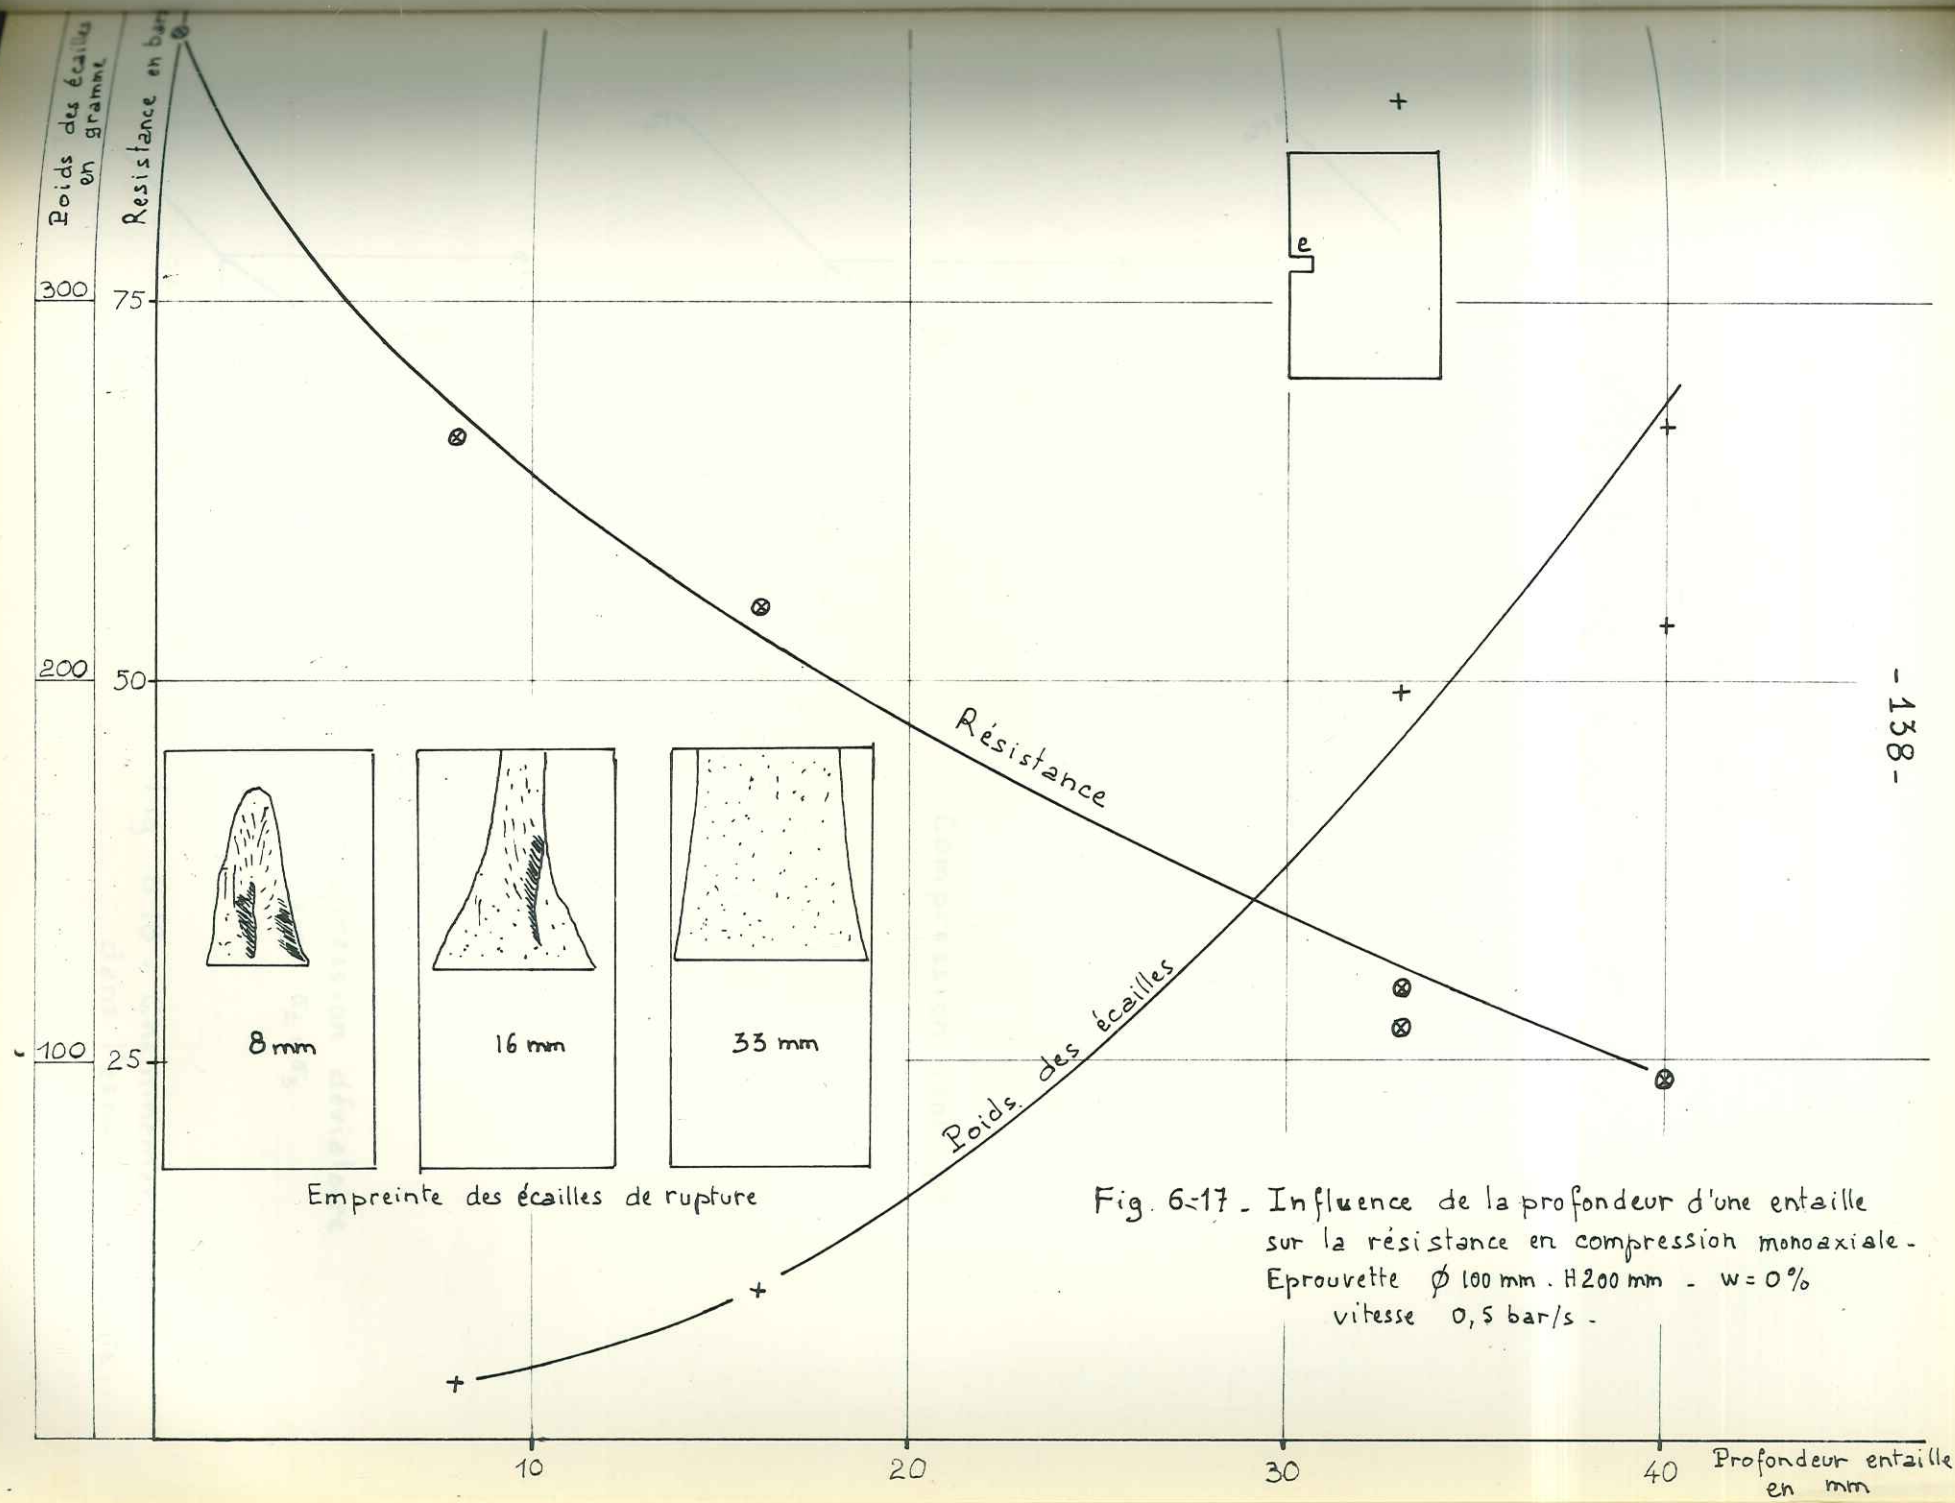 Poids des écailles
en gramme
Resistance en bars
300
75
200
50
100
25
e
Résistance
Poids des écailles
8 mm
16 mm
33 mm
Empreinte des écailles de rupture
-138-
Fig. 6-17 - Influence de la profondeur d'une entaille
sur la résistance en compression monoaxiale -
Eprouvette Ø 100 mm . H 200 mm - w = 0 %
vitesse 0,5 bar/s -
10
20
30
40
Profondeur entaille
en mm